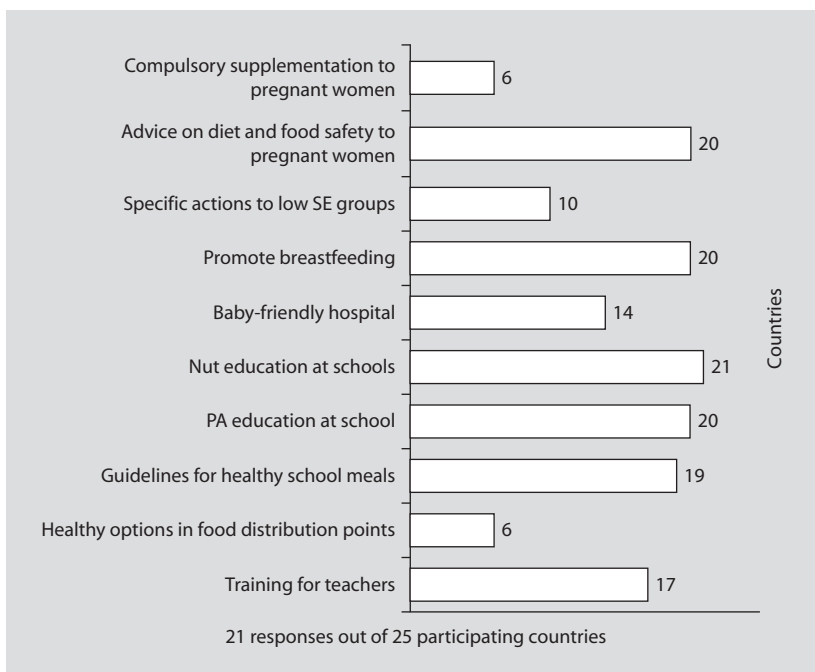 Compulsory supplementation to
pregnant women
6
Advice on diet and food safety to
pregnant women
20
Specific actions to low SE groups
10
Promote breastfeeding
20
Baby-friendly hospital
14
Nut education at schools
21
PA education at school
20
Guidelines for healthy school meals
19
Healthy options in food distribution points
6
Training for teachers
17
Countries
21 responses out of 25 participating countries